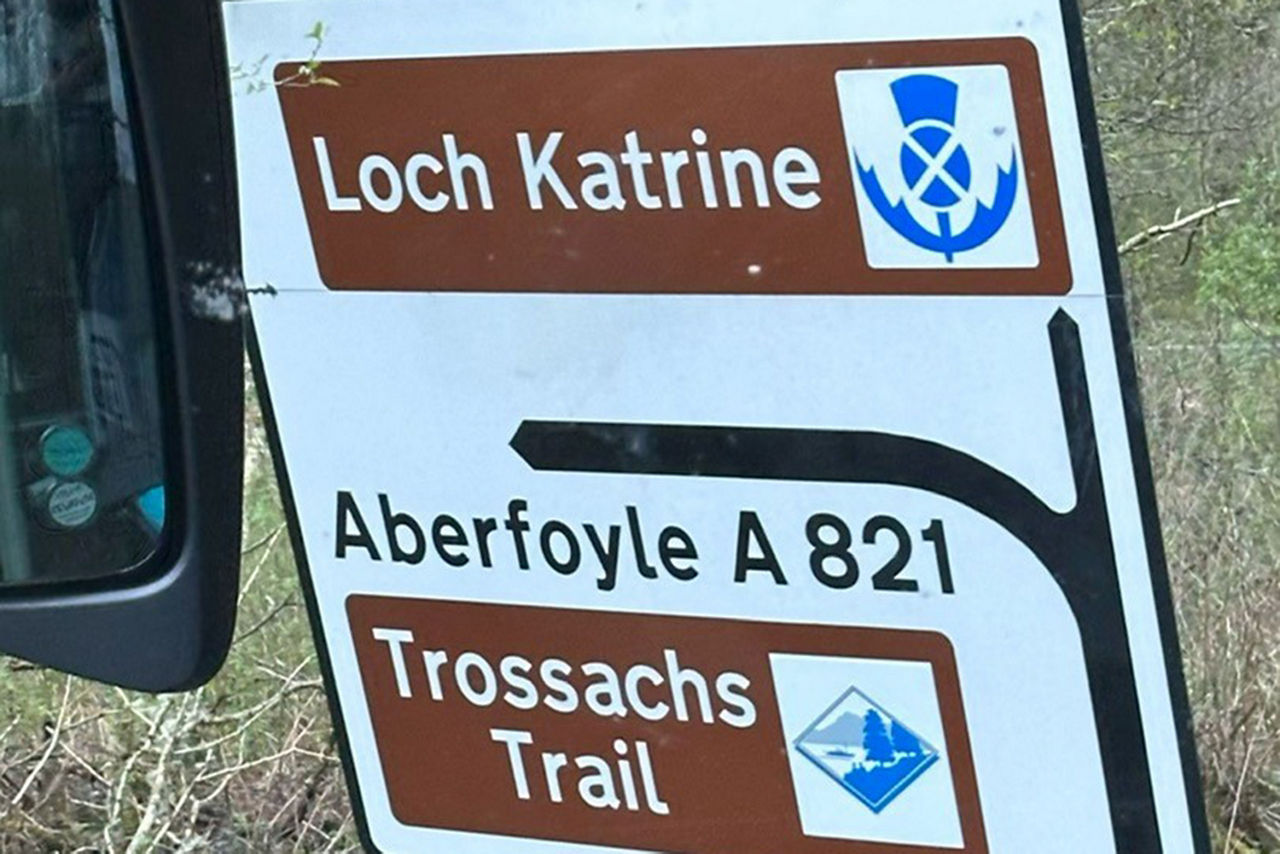 Loch Katrine
Aberfoyle A 821
Trossachs
Trail